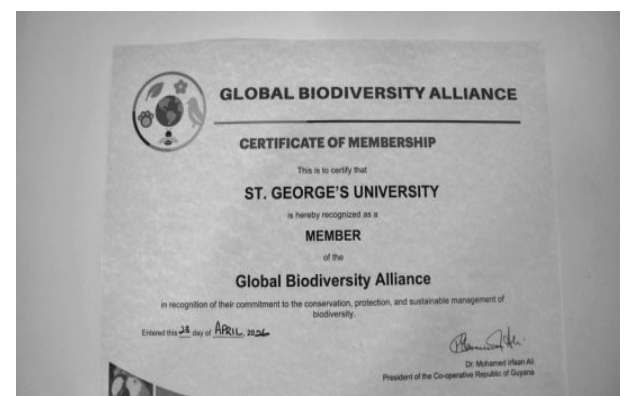 GLOBAL BIODIVERSITY ALLIANCE
CERTIFICATE OF MEMBERSHIP
This is to certify that
ST. GEORGE'S UNIVERSITY
is hereby recognized as a
MEMBER
of the
Global Biodiversity Alliance
in recognition of their commitment to the conservation, protection, and sustainable management of
biodiversity.
Entered this 28 day of APRIL, 2026
Dr. Mohamed Irfaan Ali
President of the Co-operative Republic of Guyana